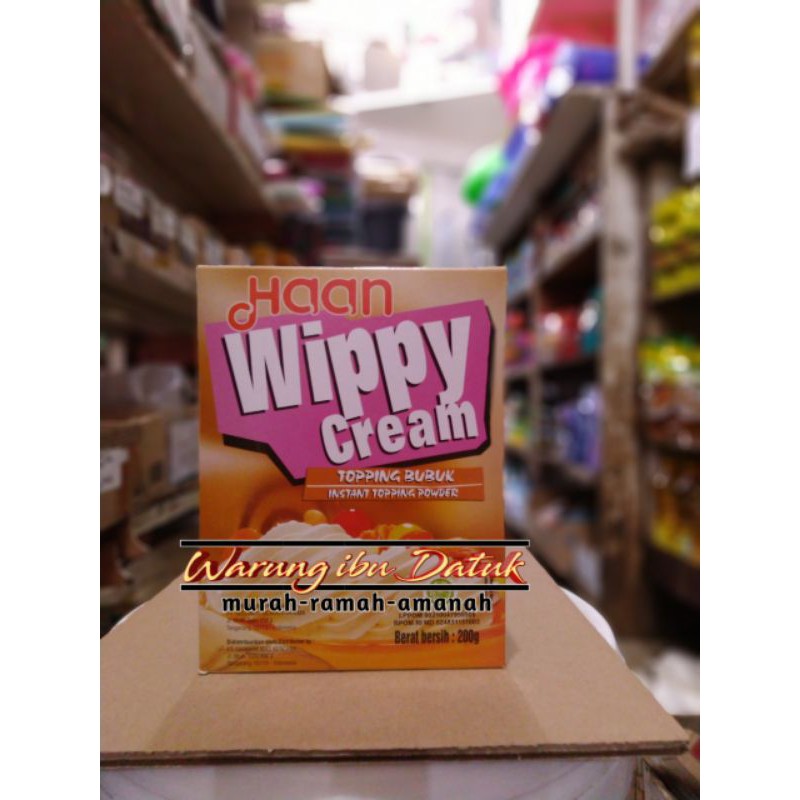 Haan
Wippy
Cream
TOPPING BUBUK
INSTANT TOPPING POWDER
Warung ibu Datuk
murah-ramah-amanah
Berat bersih : 200g